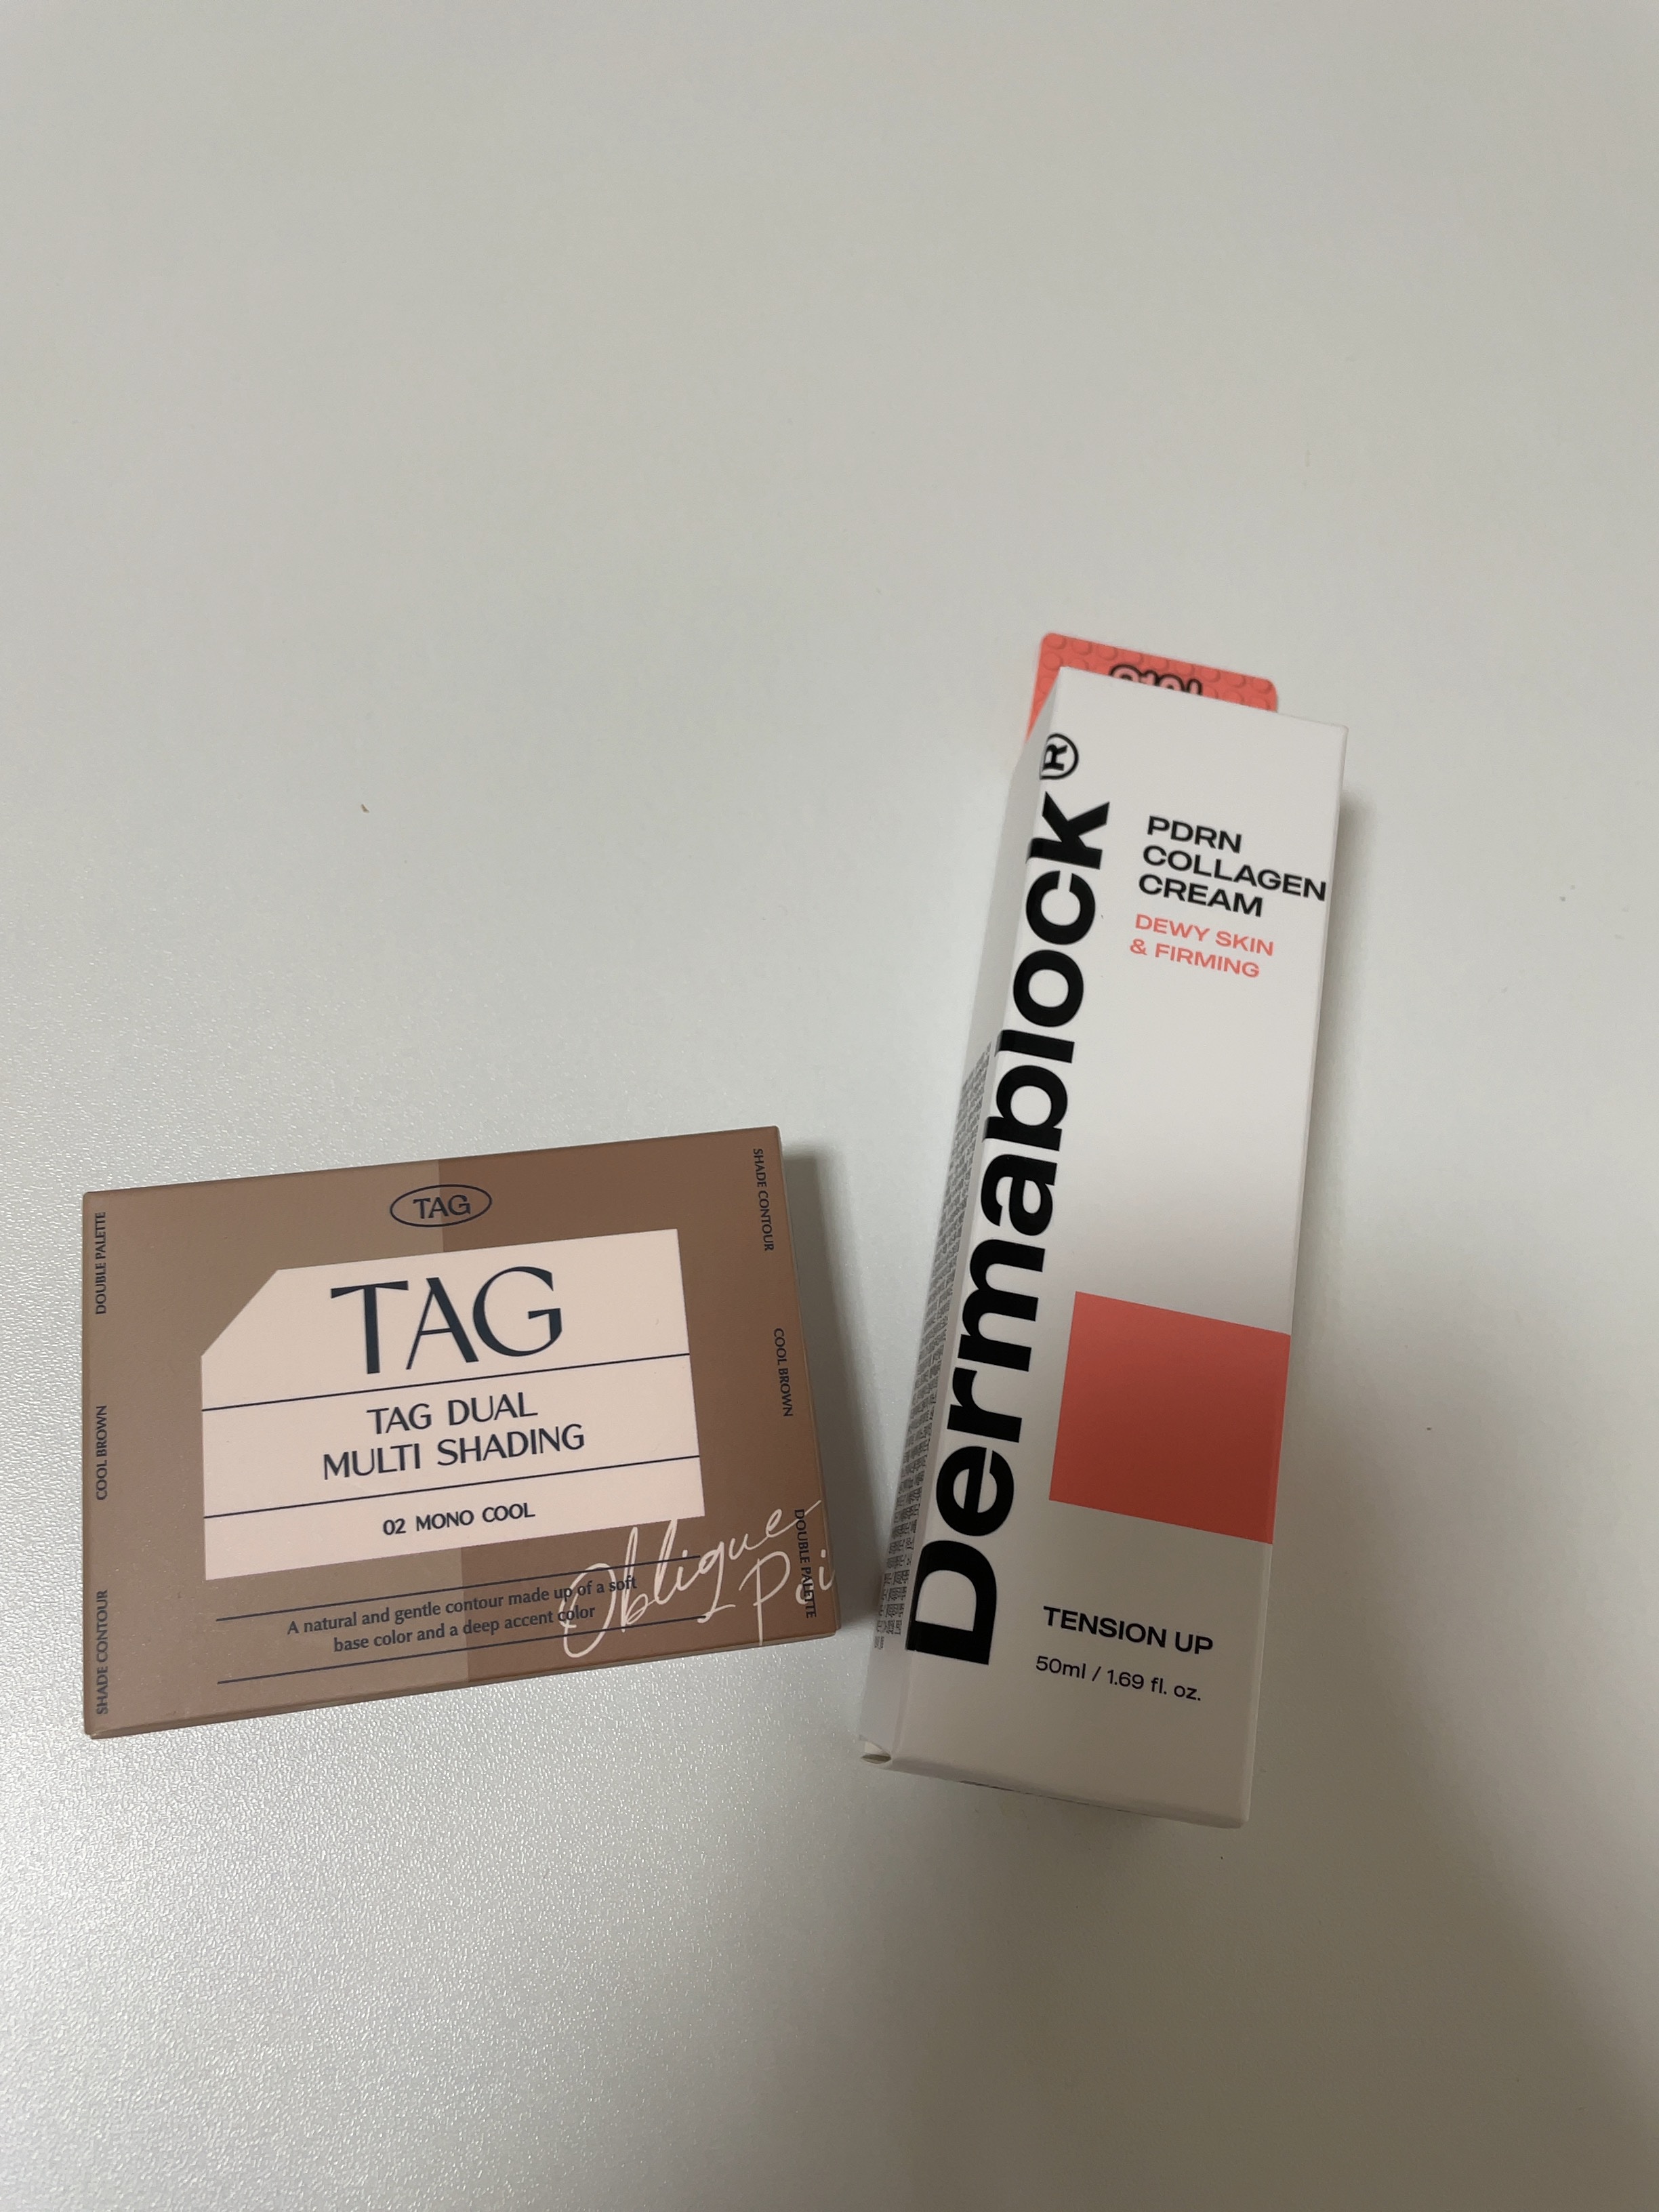 TAG
TAG
TAG DUAL
MULTI SHADING
02 MONO COOL
A natural and gentle contour made up of a soft
base color and a deep accent color
Oblique
Poi
DOUBLE PALETTE
COOL BROWN
SHADE CONTOUR
SHADE CONTOUR
COOL BROWN
DOUBLE PALETTE
Dermablock®
PDRN
COLLAGEN
CREAM
DEWY SKIN
& FIRMING
TENSION UP
50ml / 1.69 fl. oz.